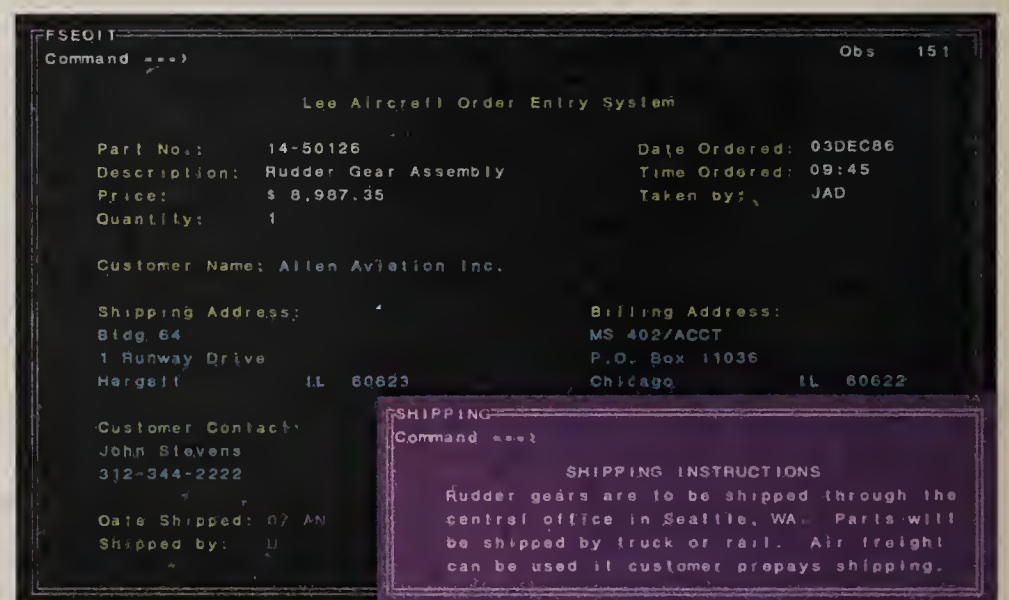 FSEDIT
Command ===>
Obs 151
Lee Aircraft Order Entry System
Part No.: 14-50126 Date Ordered: 03DEC86
Description: Rudder Gear Assembly Time Ordered: 09:45
Price: $ 8,987.35 Taken by: JAD
Quantity: 1
Customer Name: Allen Aviation Inc.
Shipping Address: Billing Address:
Bldg 64 MS 402/ACCT
1 Runway Drive P.O. Box 11036
IL 60623 Chicago IL 60622
Customer Contact:
John Stevens
312-344-2222
Date Shipped:
Shipped by:
SHIPPING
Command ===>
SHIPPING INSTRUCTIONS
Rudder gears are to be shipped through the
central office in Seattle, WA. Parts will
be shipped by truck or rail. Air freight
can be used if customer prepays shipping.